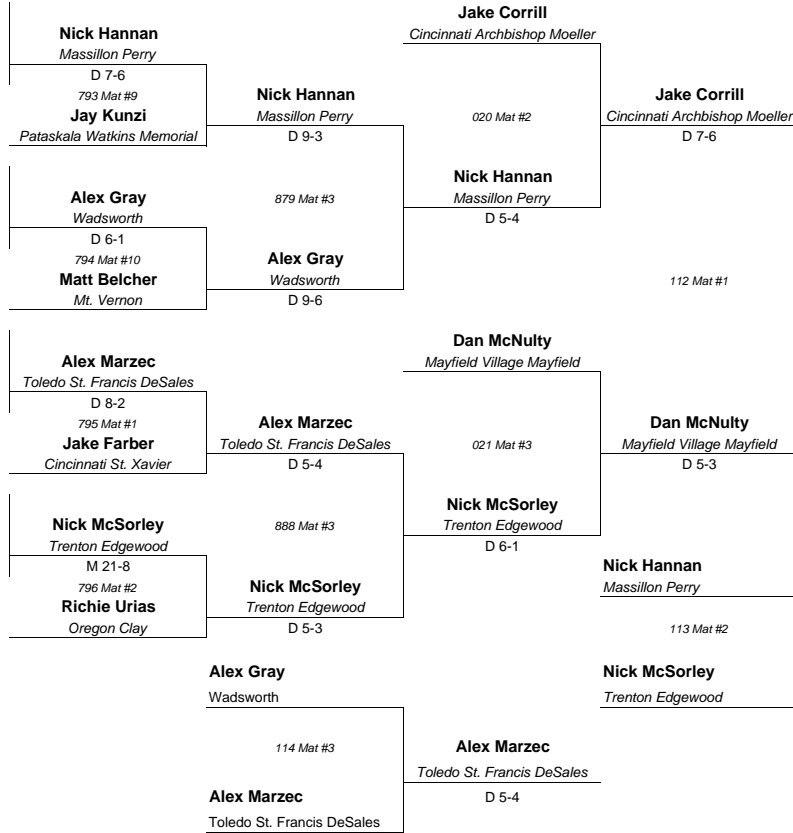 Jake Corrill
Cincinnati Archbishop Moeller
Nick Hannan
Massillon Perry
D 7-6
793 Mat #9
Jay Kunzi
Pataskala Watkins Memorial
Nick Hannan
Massillon Perry
D 9-3
020 Mat #2
Jake Corrill
Cincinnati Archbishop Moeller
D 7-6
Alex Gray
Wadsworth
D 6-1
794 Mat #10
Matt Belcher
Mt. Vernon
879 Mat #3
Nick Hannan
Massillon Perry
D 5-4
Alex Gray
Wadsworth
D 9-6
112 Mat #1
Alex Marzec
Toledo St. Francis DeSales
D 8-2
795 Mat #1
Jake Farber
Cincinnati St. Xavier
Dan McNulty
Mayfield Village Mayfield
Alex Marzec
Toledo St. Francis DeSales
D 5-4
021 Mat #3
Dan McNulty
Mayfield Village Mayfield
D 5-3
Nick McSorley
Trenton Edgewood
M 21-8
796 Mat #2
Richie Urias
Oregon Clay
888 Mat #3
Nick McSorley
Trenton Edgewood
D 6-1
Nick McSorley
Trenton Edgewood
D 5-3
Nick Hannan
Massillon Perry
113 Mat #2
Nick McSorley
Trenton Edgewood
Alex Gray
Wadsworth
114 Mat #3
Alex Marzec
Toledo St. Francis DeSales
Alex Marzec
Toledo St. Francis DeSales
D 5-4